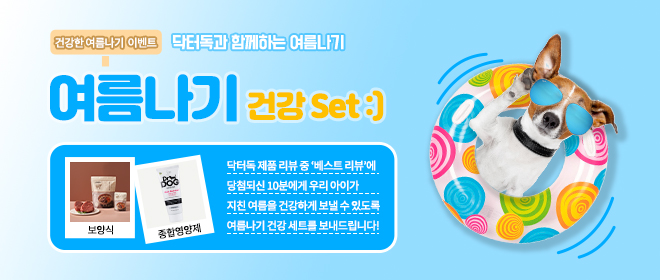 건강한 여름나기 이벤트
닥터독과 함께하는 여름나기
여름나기 건강 Set :)
닥터독 제품 리뷰 중 ‘베스트 리뷰’에
당첨되신 10분에게 우리 아이가
지친 여름을 건강하게 보낼 수 있도록
여름나기 건강 세트를 보내드립니다!
DOG
보양식
종합영양제